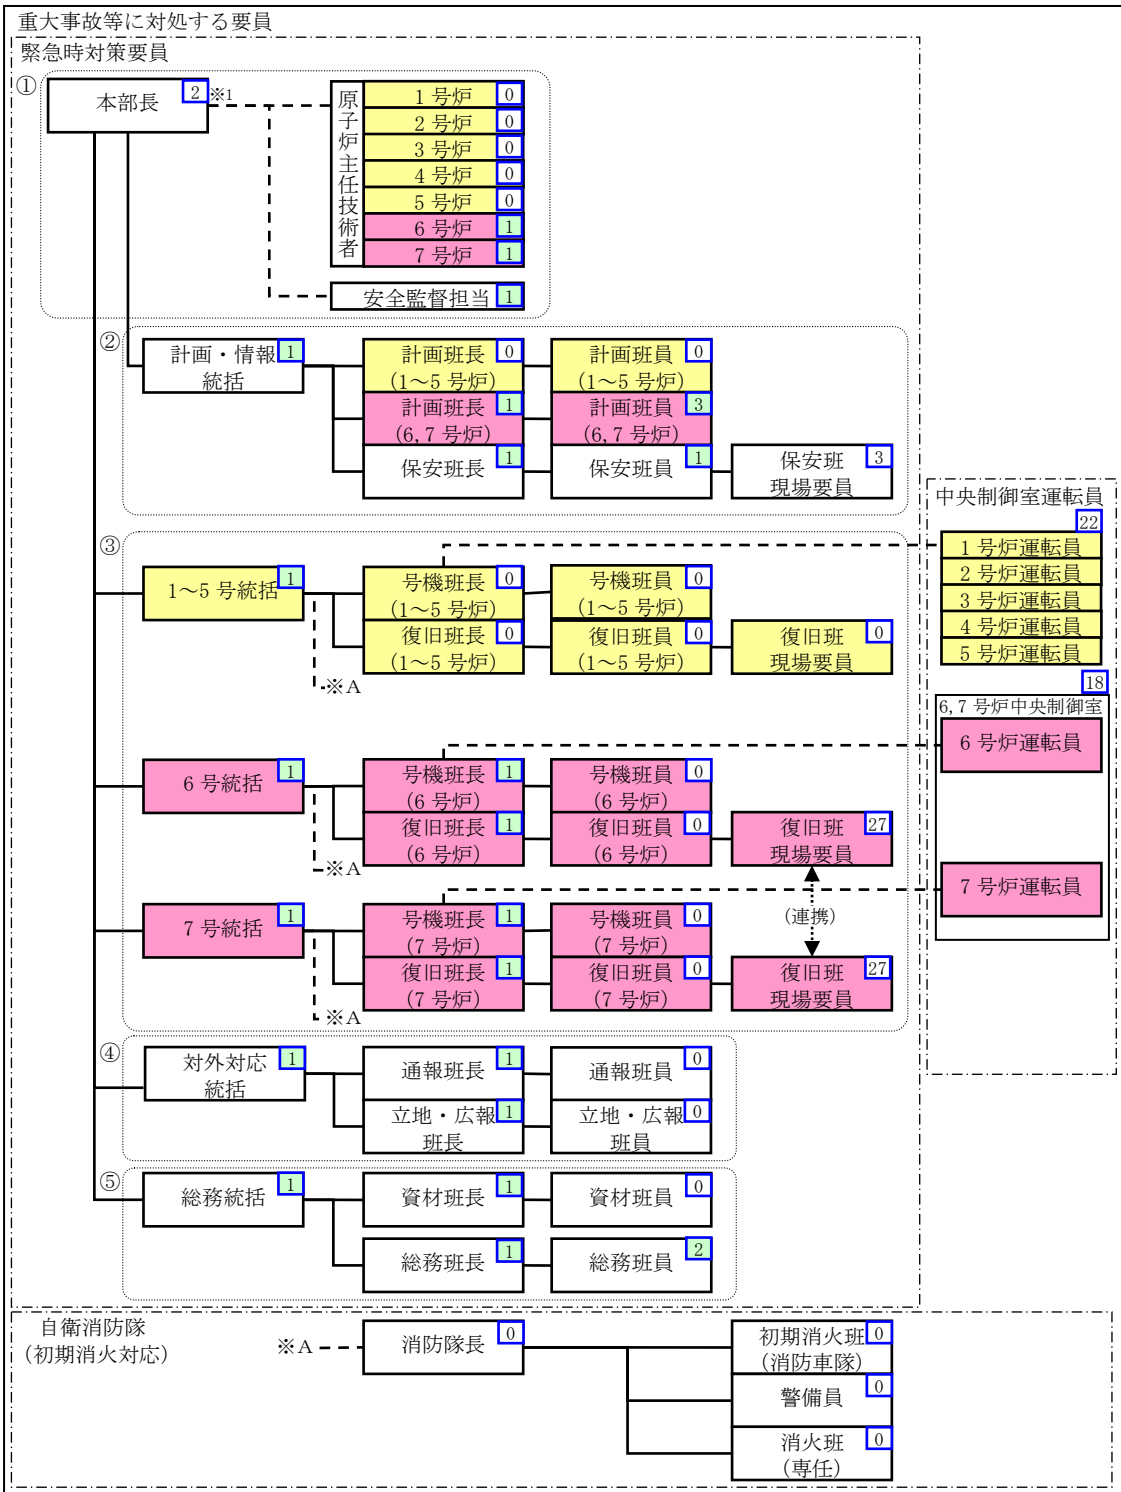 重大事故等に対処する要員
緊急時対策要員
①
本部長
2
※1
原子炉主任技術者
1号炉
0
2号炉
0
3号炉
0
4号炉
0
5号炉
0
6号炉
1
7号炉
1
安全監督担当
1
②
計画・情報
統括
1
計画班長
(1~5号炉)
0
計画班員
(1~5号炉)
0
計画班長
(6,7号炉)
1
計画班員
(6,7号炉)
3
保安班長
1
保安班員
1
保安班
現場要員
3
中央制御室運転員
22
1号炉運転員
2号炉運転員
3号炉運転員
4号炉運転員
5号炉運転員
18
6,7号炉中央制御室
6号炉運転員
7号炉運転員
③
1~5号統括
1
号機班長
(1~5号炉)
0
号機班員
(1~5号炉)
0
復旧班長
(1~5号炉)
0
復旧班員
(1~5号炉)
0
復旧班
現場要員
0
※A
6号統括
1
号機班長
(6号炉)
1
号機班員
(6号炉)
0
復旧班長
(6号炉)
1
復旧班員
(6号炉)
0
復旧班
現場要員
27
※A
(連携)
7号統括
1
号機班長
(7号炉)
1
号機班員
(7号炉)
0
復旧班長
(7号炉)
1
復旧班員
(7号炉)
0
復旧班
現場要員
27
※A
④
対外対応
統括
1
通報班長
1
通報班員
0
立地・広報
班長
1
立地・広報
班員
0
⑤
総務統括
1
資材班長
1
資材班員
0
総務班長
1
総務班員
2
自衛消防隊
(初期消火対応)
※A
消防隊長
0
初期消火班
(消防車隊)
0
警備員
0
消火班
(専任)
0